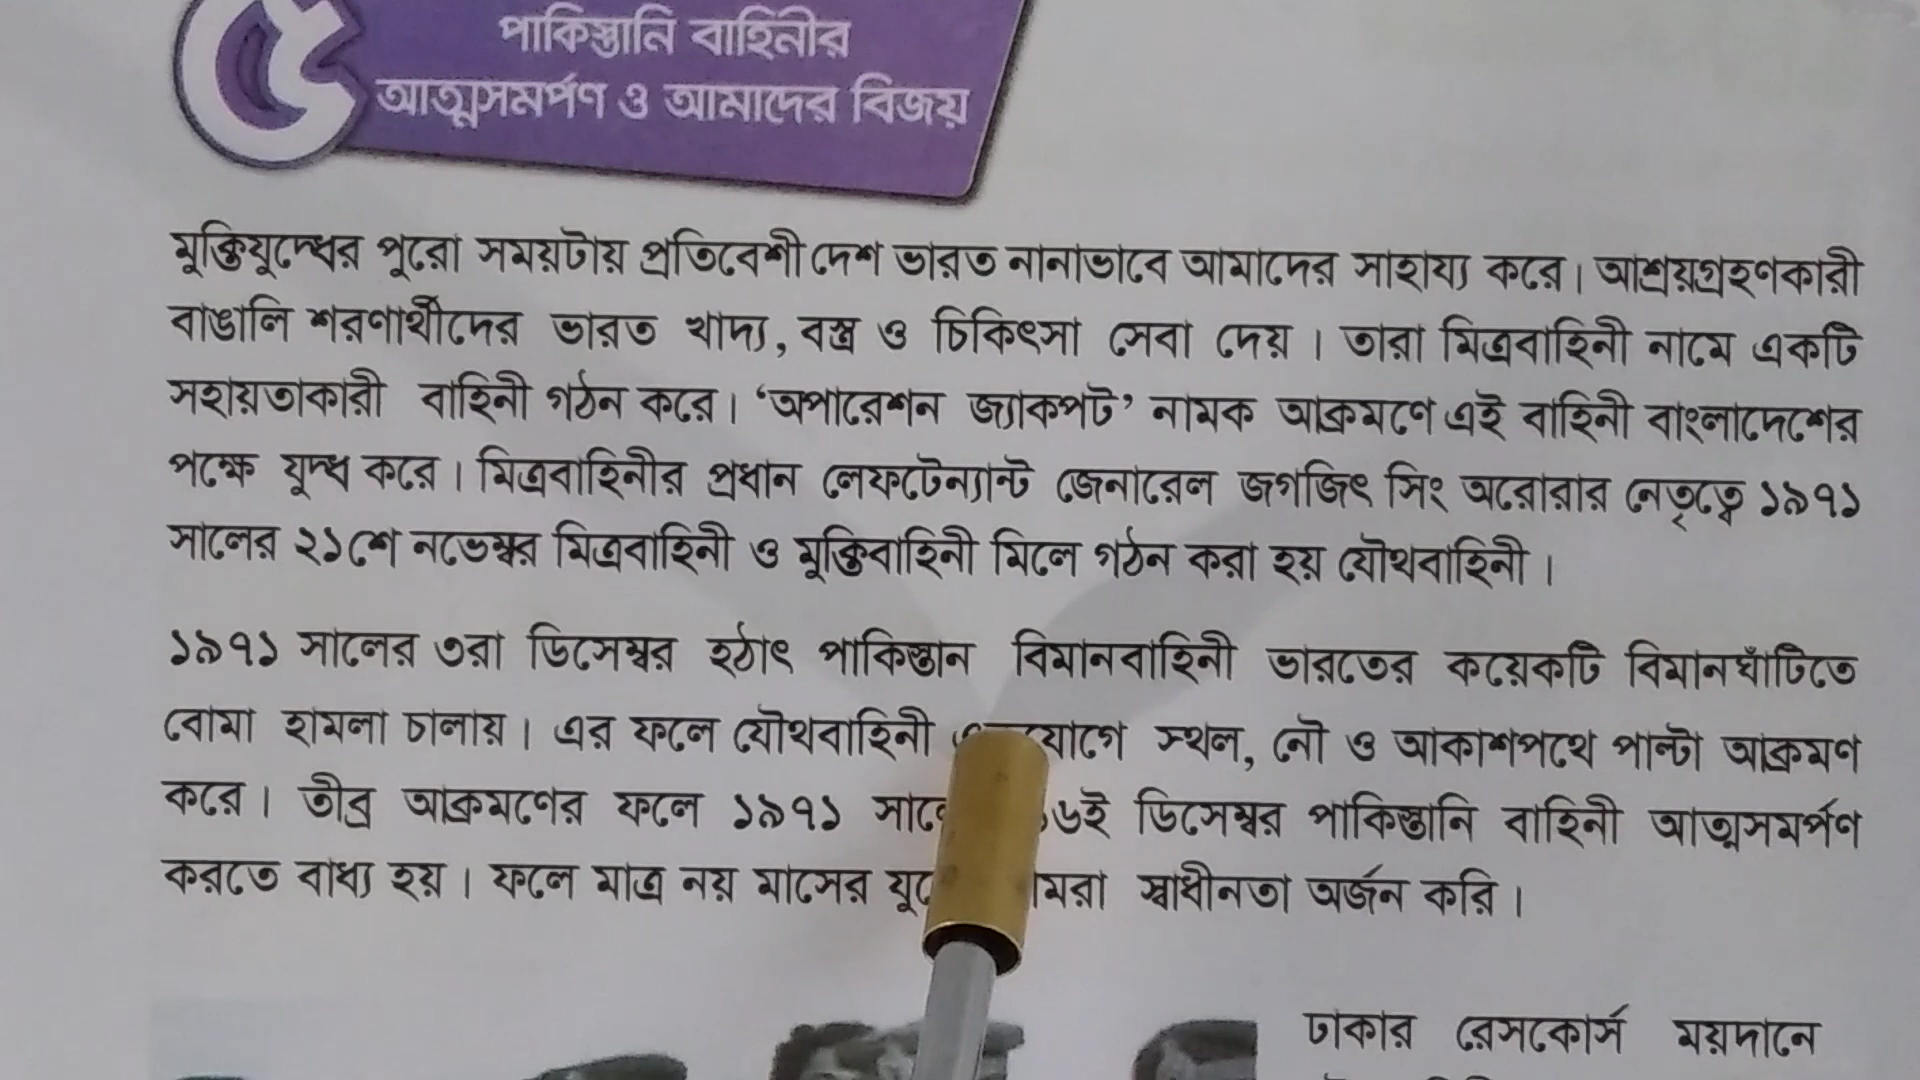 ৫
পাকিস্তানি বাহিনীর
আত্মসমর্পণ ও আমাদের বিজয়
মুক্তিযুদ্ধের পুরো সময়টায় প্রতিবেশী দেশ ভারত নানাভাবে আমাদের সাহায্য করে। আশ্রয়গ্রহণকারী
বাঙালি শরণার্থীদের ভারত খাদ্য, বস্ত্র ও চিকিৎসা সেবা দেয়। তারা মিত্রবাহিনী নামে একটি
সহায়তাকারী বাহিনী গঠন করে। ‘অপারেশন জ্যাকপট’ নামক আক্রমণে এই বাহিনী বাংলাদেশের
পক্ষে যুদ্ধ করে। মিত্রবাহিনীর প্রধান লেফটেন্যান্ট জেনারেল জগজিৎ সিং অরোরার নেতৃত্বে ১৯৭১
সালের ২১শে নভেম্বর মিত্রবাহিনী ও মুক্তিবাহিনী মিলে গঠন করা হয় যৌথবাহিনী।
১৯৭১ সালের ৩রা ডিসেম্বর হঠাৎ পাকিস্তান বিমানবাহিনী ভারতের কয়েকটি বিমানঘাঁটিতে
বোমা হামলা চালায়। এর ফলে যৌথবাহিনী স্থল, নৌ ও আকাশপথে পাল্টা আক্রমণ
করে। তীব্র আক্রমণের ফলে ১৯৭১ ডিসেম্বর পাকিস্তানি বাহিনী আত্মসমর্পণ
করতে বাধ্য হয়। ফলে মাত্র নয় মাসের স্বাধীনতা অর্জন করি।
ঢাকার রেসকোর্স ময়দানে